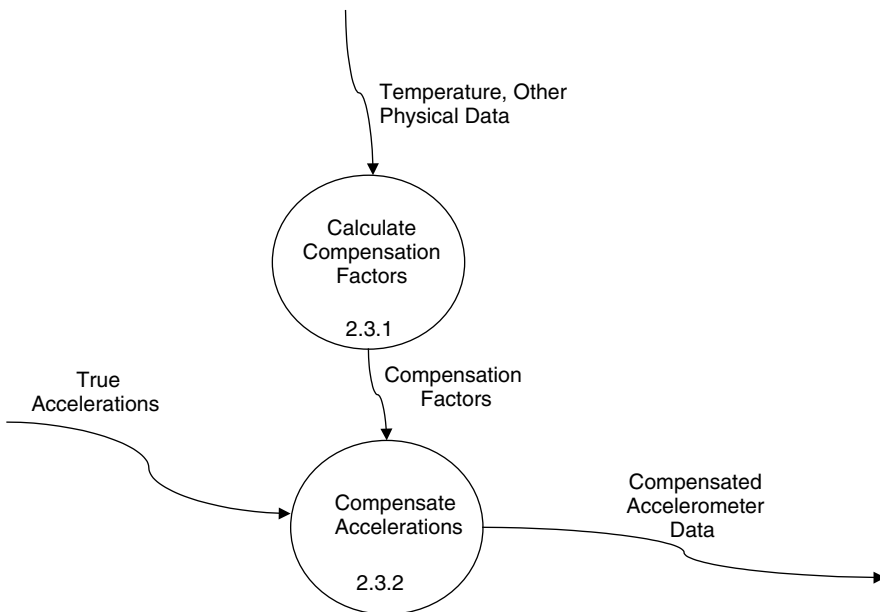 Temperature, Other
Physical Data
Calculate
Compensation
Factors
2.3.1
True
Accelerations
Compensation
Factors
Compensate
Accelerations
2.3.2
Compensated
Accelerometer
Data